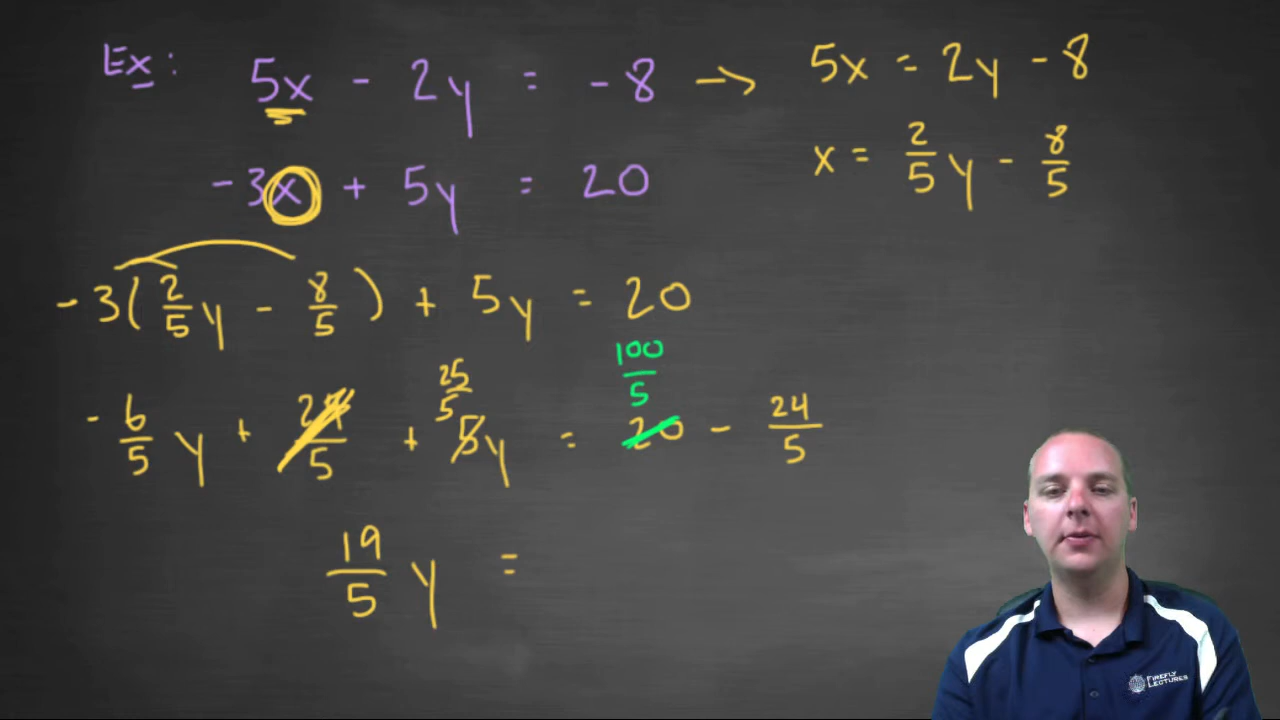 Ex: 5x - 2y = -8 → 5x = 2y - 8
x = 2/5 y - 8/5
-3x + 5y = 20
-3(2/5 y - 8/5) + 5y = 20
100/5
25/5
-6/5 y + 24/5 + 5y = 20 - 24/5
19/5 y =
FIREFLY
LECTURES